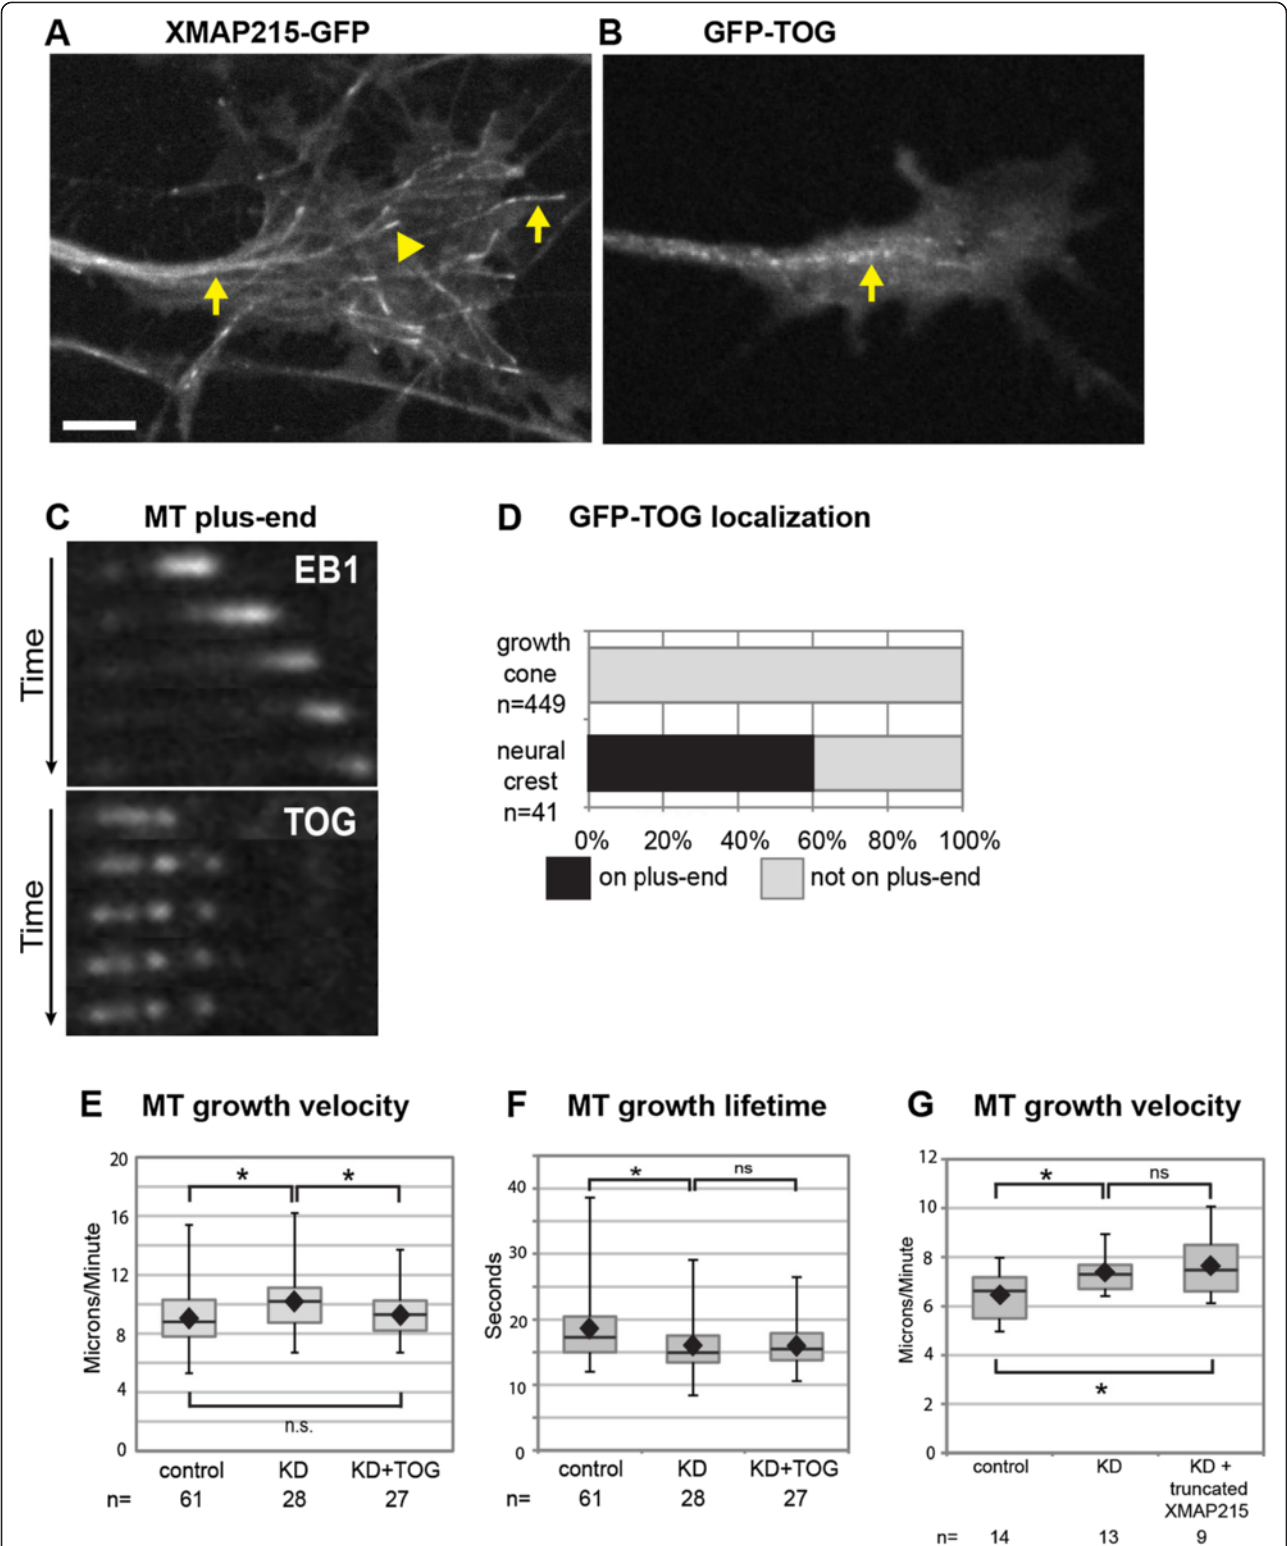 A XMAP215-GFP
B GFP-TOG
C MT plus-end
EB1
Time
TOG
Time
D GFP-TOG localization
growth
cone
n=449
neural
crest
n=41
0% 20% 40% 60% 80% 100%
on plus-end not on plus-end
E MT growth velocity
Microns/Minute
20
16
12
8
4
0
* *
n.s.
control KD KD+TOG
n= 61 28 27
F MT growth lifetime
Seconds
40
30
20
10
0
* ns
control KD KD+TOG
61 28 27
G MT growth velocity
Microns/Minute
12
10
8
6
4
2
0
* ns
*
control KD KD +
truncated
XMAP215
n= 14 13 9